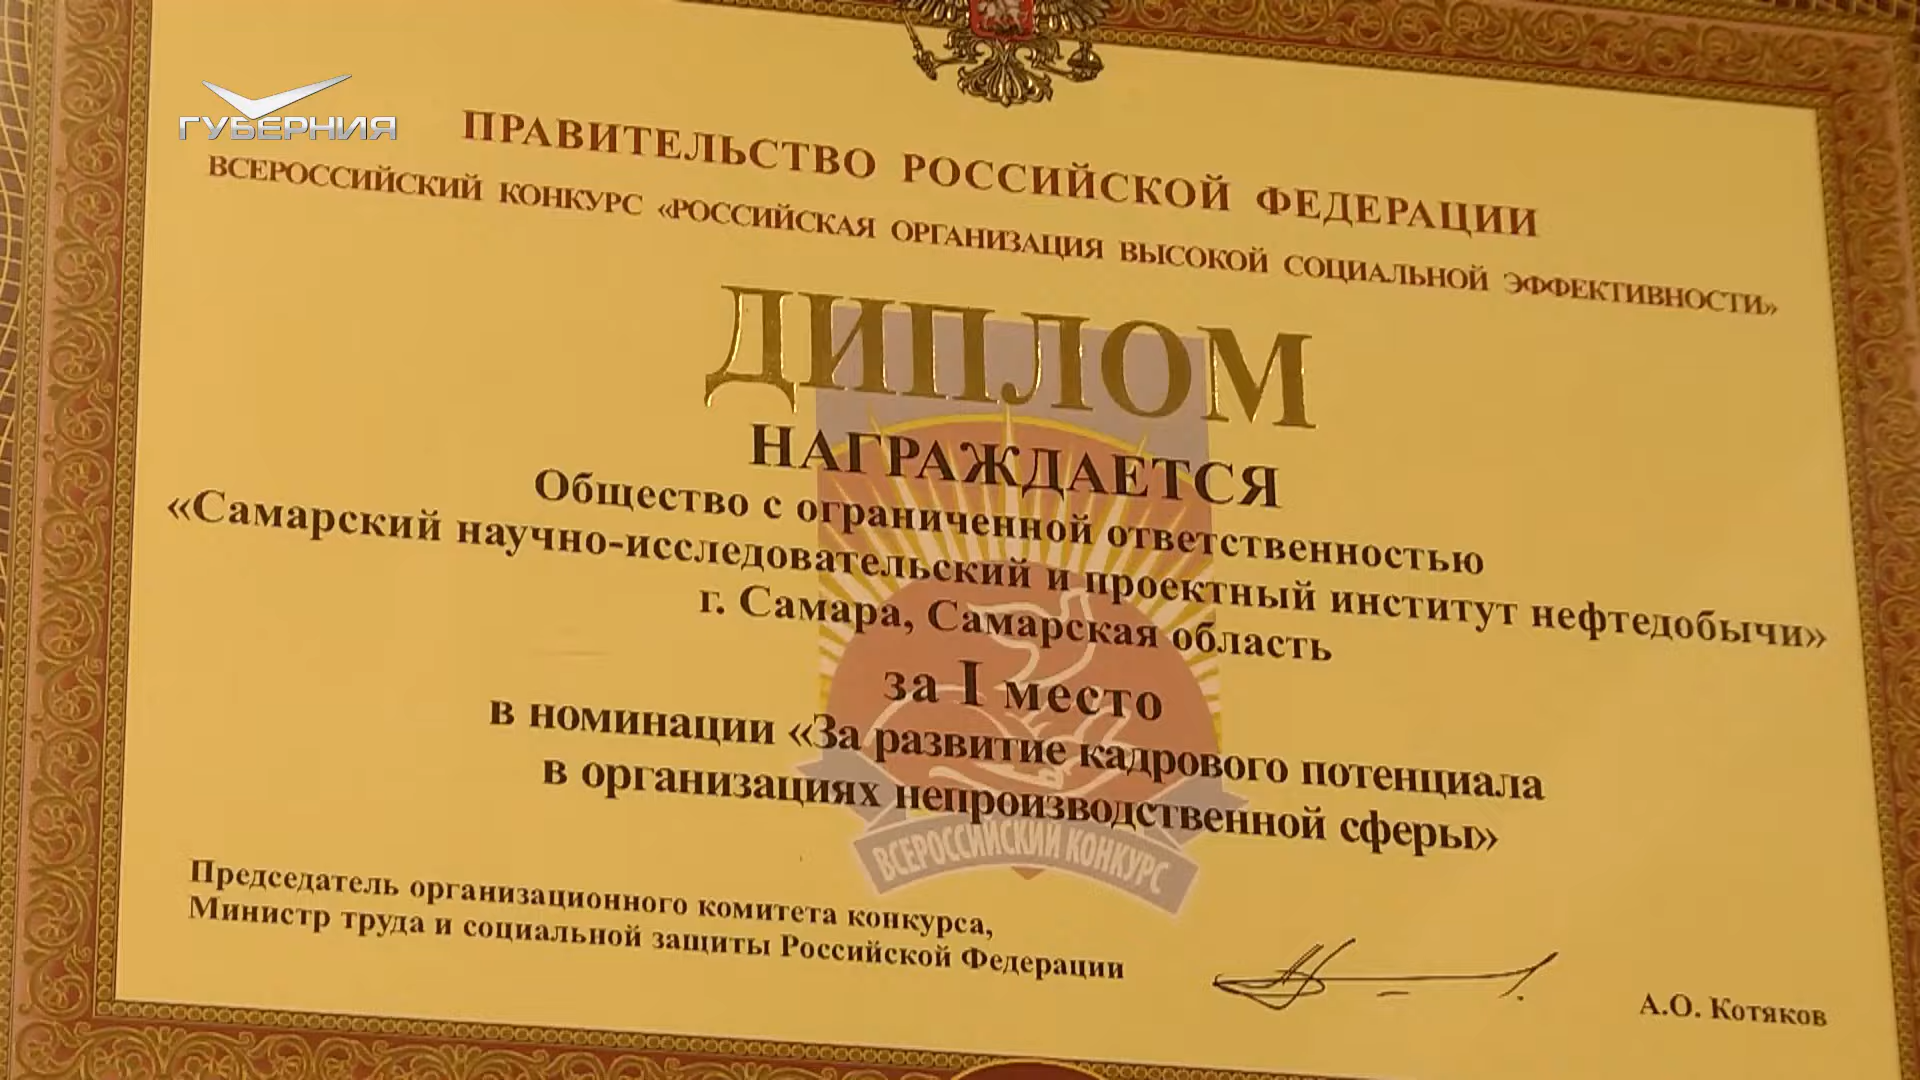 ГУБЕРНИЯ
ПРАВИТЕЛЬСТВО РОССИЙСКОЙ ФЕДЕРАЦИИ
ВСЕРОССИЙСКИЙ КОНКУРС «РОССИЙСКАЯ ОРГАНИЗАЦИЯ ВЫСОКОЙ СОЦИАЛЬНОЙ ЭФФЕКТИВНОСТИ»
ДИПЛОМ
НАГРАЖДАЕТСЯ
Общество с ограниченной ответственностью
«Самарский научно-исследовательский и проектный институт нефтедобычи»
г. Самара, Самарская область
за I место
в номинации «За развитие кадрового потенциала
в организациях непроизводственной сферы»
ВСЕРОССИЙСКИЙ КОНКУРС
Председатель организационного комитета конкурса,
Министр труда и социальной защиты Российской Федерации
А.О. Котяков